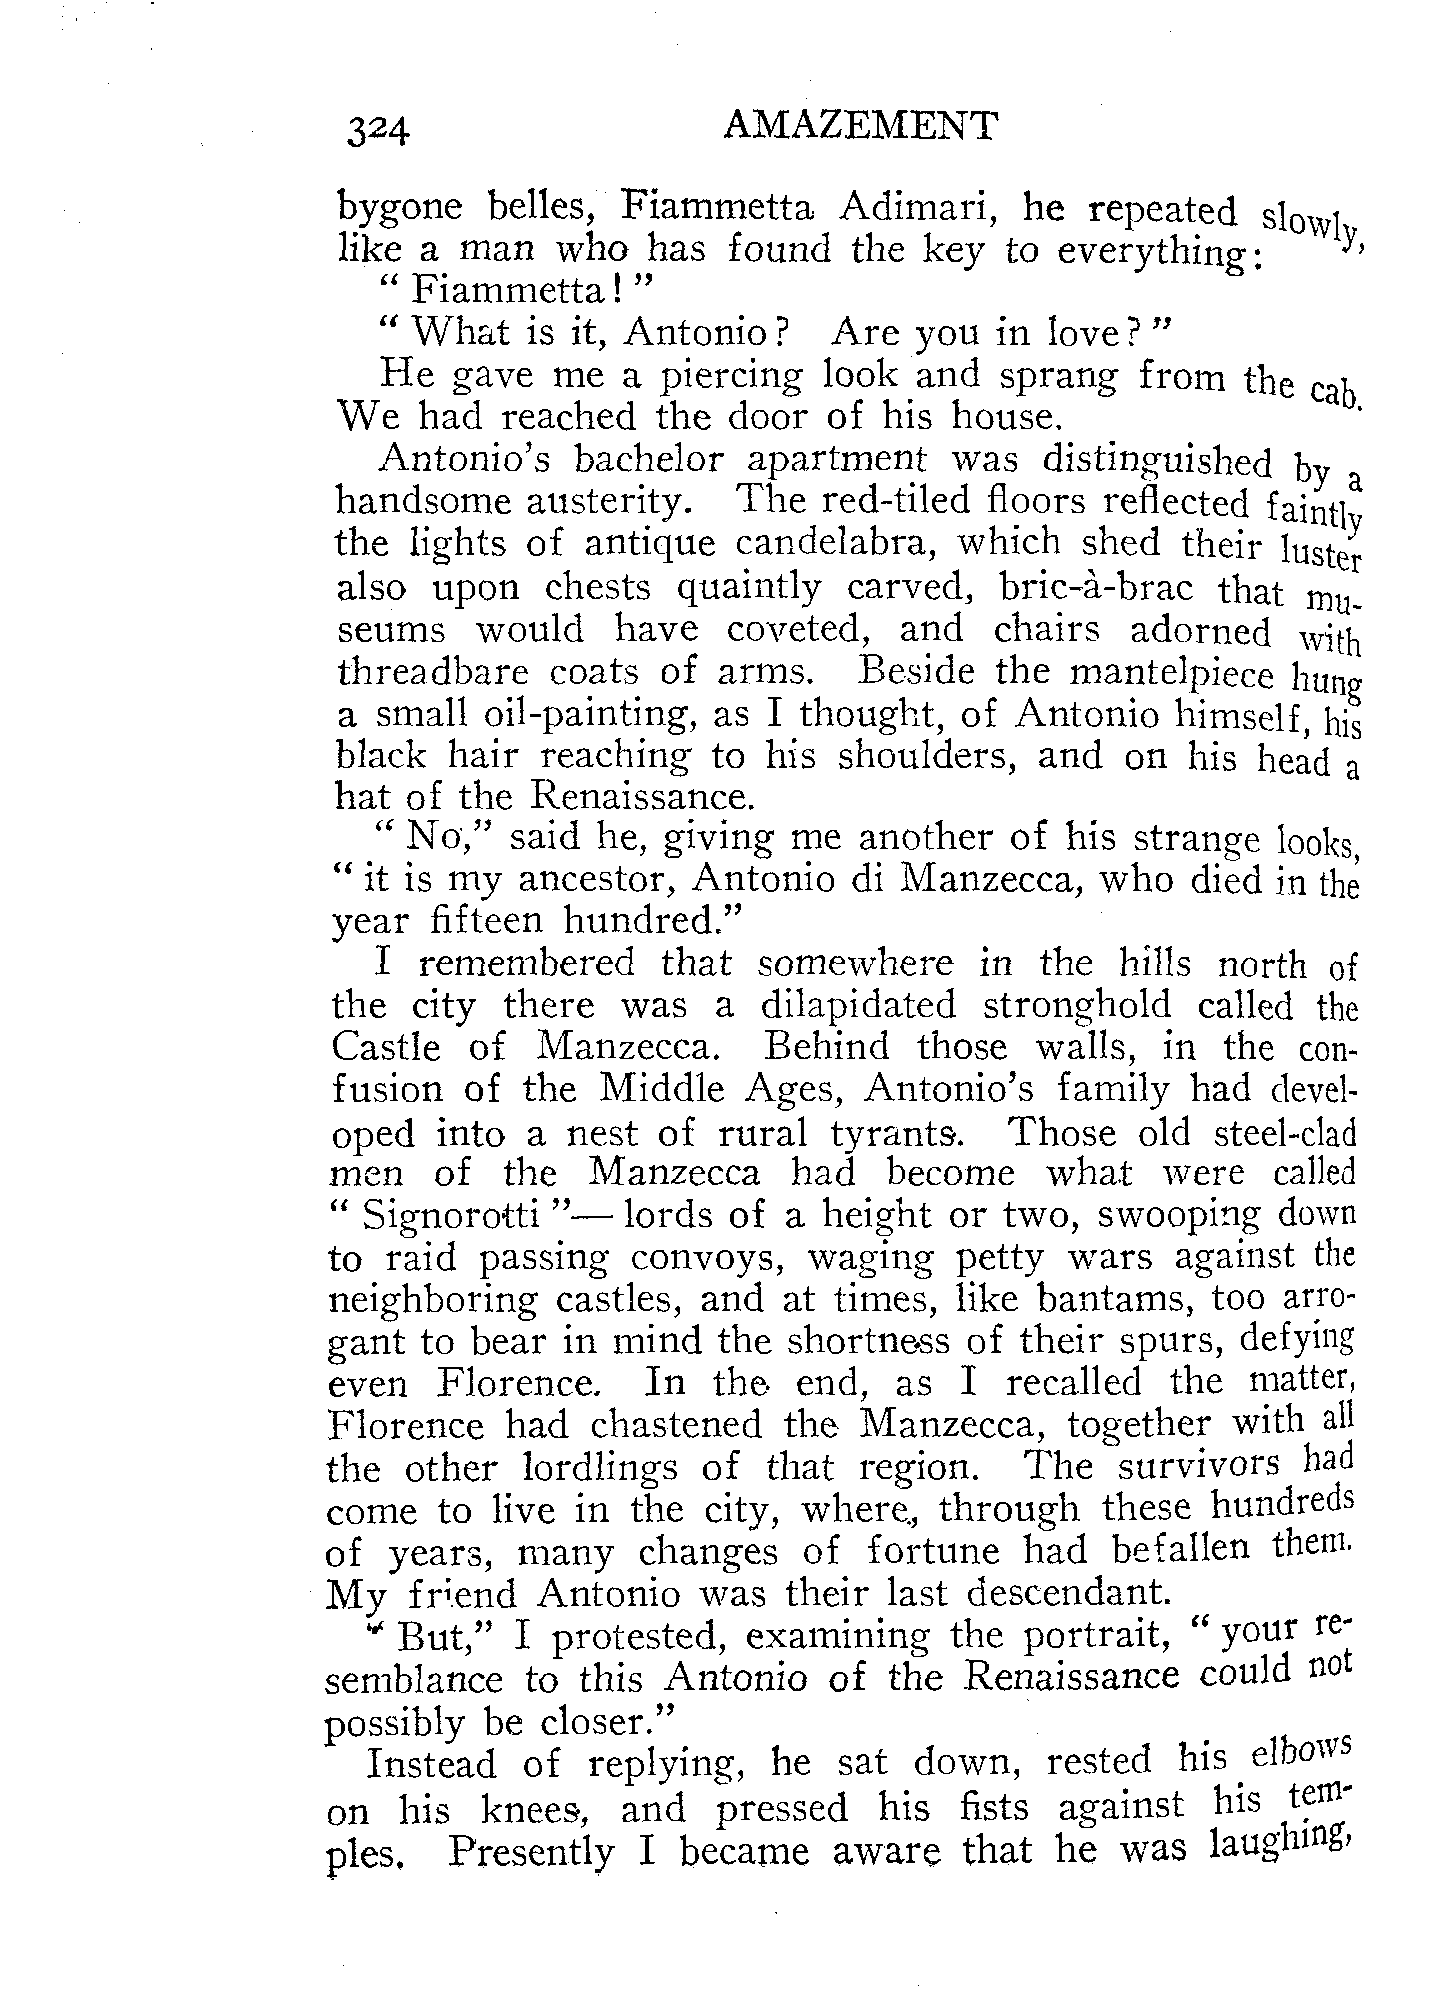 324 AMAZEMENT
bygone belles, Fiammetta Adimari, he repeated slowly,
like a man who has found the key to everything:
“ Fiammetta! ”
“ What is it, Antonio? Are you in love? ”
He gave me a piercing look and sprang from the cab.
We had reached the door of his house.
Antonio’s bachelor apartment was distinguished by a
handsome austerity. The red-tiled floors reflected faintly
the lights of antique candelabra, which shed their luster
also upon chests quaintly carved, bric-à-brac that mu-
seums would have coveted, and chairs adorned with
threadbare coats of arms. Beside the mantelpiece hung
a small oil-painting, as I thought, of Antonio himself, his
black hair reaching to his shoulders, and on his head a
hat of the Renaissance.
“ No,” said he, giving me another of his strange looks,
“ it is my ancestor, Antonio di Manzecca, who died in the
year fifteen hundred.”
I remembered that somewhere in the hills north of
the city there was a dilapidated stronghold called the
Castle of Manzecca. Behind those walls, in the con-
fusion of the Middle Ages, Antonio’s family had devel-
oped into a nest of rural tyrants. Those old steel-clad
men of the Manzecca had become what were called
“ Signorotti ”— lords of a height or two, swooping down
to raid passing convoys, waging petty wars against the
neighboring castles, and at times, like bantams, too arro-
gant to bear in mind the shortness of their spurs, defying
even Florence. In the end, as I recalled the matter,
Florence had chastened the Manzecca, together with all
the other lordlings of that region. The survivors had
come to live in the city, where, through these hundreds
of years, many changes of fortune had befallen them.
My friend Antonio was their last descendant.
“ But,” I protested, examining the portrait, “ your re-
semblance to this Antonio of the Renaissance could not
possibly be closer.”
Instead of replying, he sat down, rested his elbows
on his knees, and pressed his fists against his tem-
ples. Presently I became aware that he was laughing,